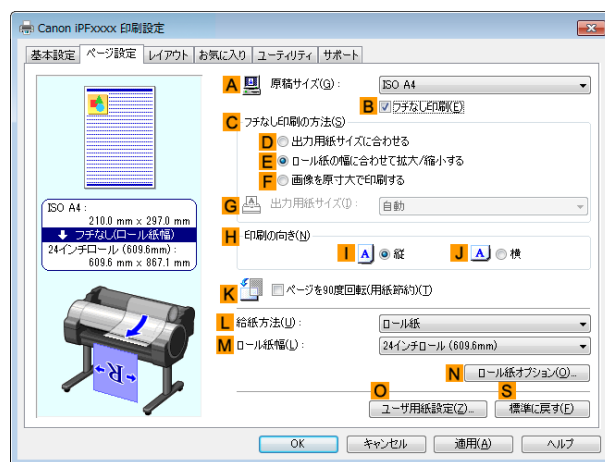 Canon iPFxxxx 印刷設定
基本設定 ページ設定 レイアウト お気に入り ユーティリティ サポート
A 原稿サイズ(G): ISO A4
B フチなし印刷(E)
C フチなし印刷の方法(S)
D 出力用紙サイズに合わせる
E ロール紙の幅に合わせて拡大/縮小する
F 画像を原寸大で印刷する
G 出力用紙サイズ(I): 自動
H 印刷の向き(N)
I A 縦 J A 横
K ページを90度回転(用紙節約)(T)
L 給紙方法(U): ロール紙
M ロール紙幅(L): 24インチロール (609.6mm)
N ロール紙オプション(O)...
O S
ユーザ用紙設定(Z)... 標準に戻す(F)
ISO A4 :
210.0 mm x 297.0 mm
フチなし(ロール紙幅)
24インチロール (609.6mm) :
609.6 mm x 867.1 mm
R
OK キャンセル 適用(A) ヘルプ